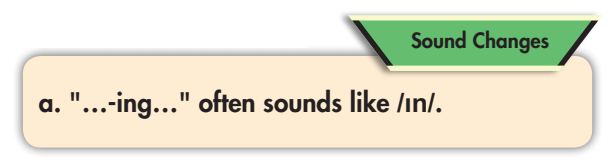 Sound Changes
a. "...-ing..." often sounds like /ɪn/.